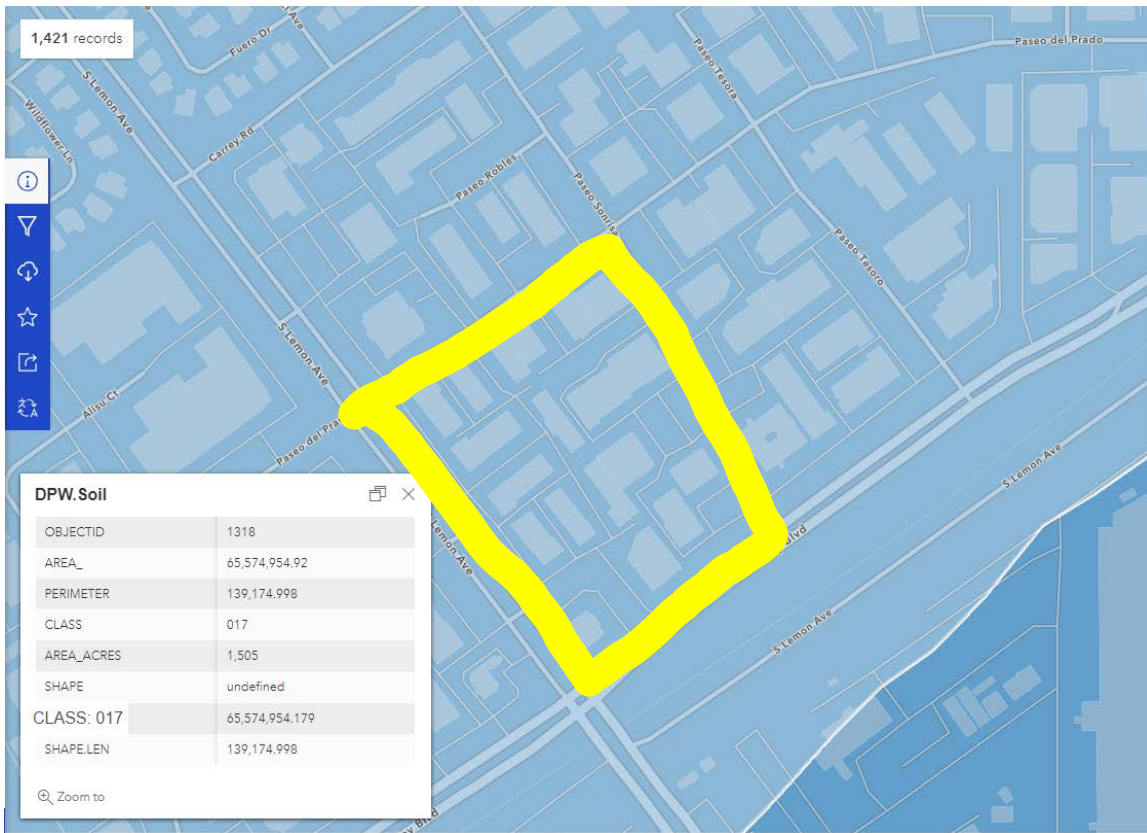 1,421 records
Fuero Dr
Ave
Paseo del Prado
S Lemon Ave
Wildflower Ln
Carrey Rd
Paseo Tesora
Paseo Robles
Paseo Sonrisa
Paseo Tesoro
S Lemon Ave
Alisu Ct
Paseo del Pra
S Lemon Ave
Blvd
S Lemon Ave
S Lemon Ave
DPW.Soil
OBJECTID 1318
AREA_ 65,574,954.92
PERIMETER 139,174.998
CLASS 017
AREA_ACRES 1,505
SHAPE undefined
CLASS: 017 65,574,954.179
SHAPE.LEN 139,174.998
Zoom to
ey Blvd